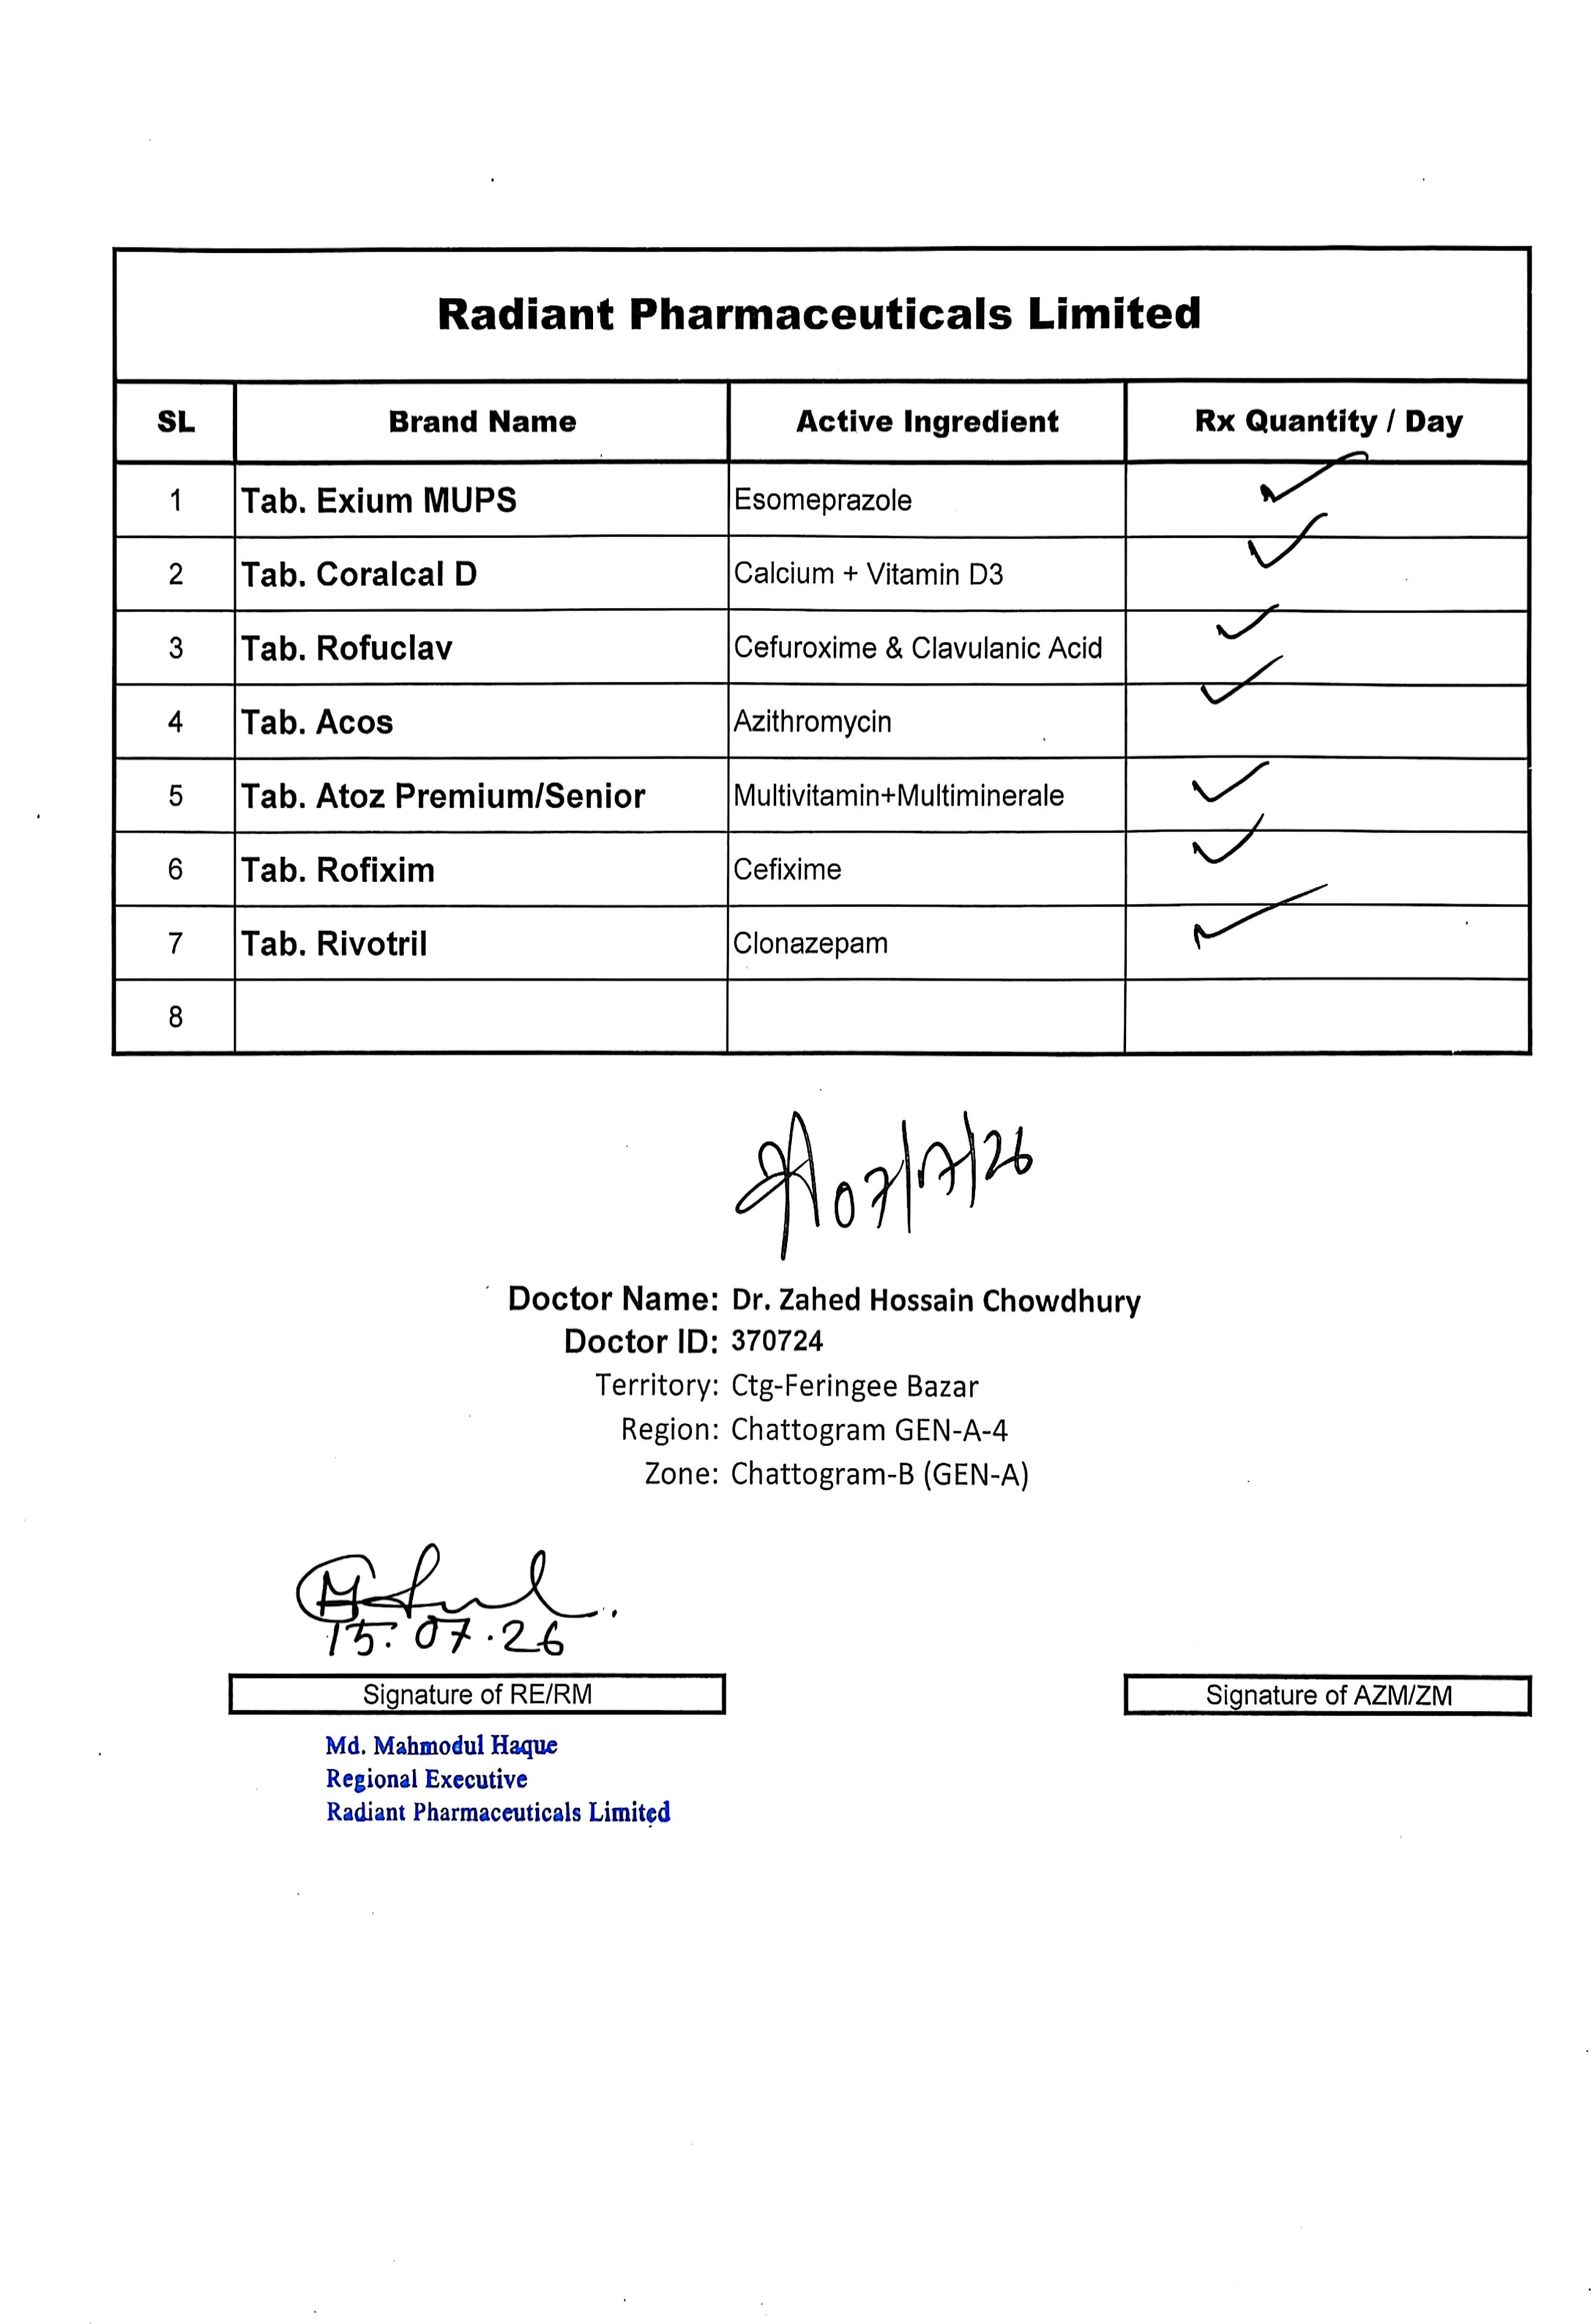 Radiant Pharmaceuticals Limited
SL Brand Name Active Ingredient Rx Quantity / Day
1 Tab. Exium MUPS Esomeprazole ✓
2 Tab. Coralcal D Calcium + Vitamin D3 ✓
3 Tab. Rofuclav Cefuroxime & Clavulanic Acid ✓
4 Tab. Acos Azithromycin ✓
5 Tab. Atoz Premium/Senior Multivitamin+Multiminerale ✓
6 Tab. Rofixim Cefixime ✓
7 Tab. Rivotril Clonazepam ✓
8
07/7/26
Doctor Name: Dr. Zahed Hossain Chowdhury
Doctor ID: 370724
Territory: Ctg-Feringee Bazar
Region: Chattogram GEN-A-4
Zone: Chattogram-B (GEN-A)
15.07.26
Signature of RE/RM Signature of AZM/ZM
Md. Mahmodul Haque
Regional Executive
Radiant Pharmaceuticals Limited